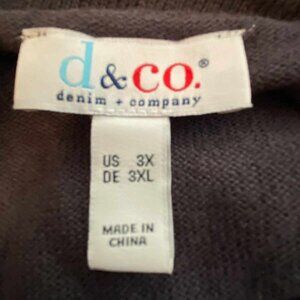 d&co.®
denim + company
US 3X
DE 3XL
MADE IN
CHINA